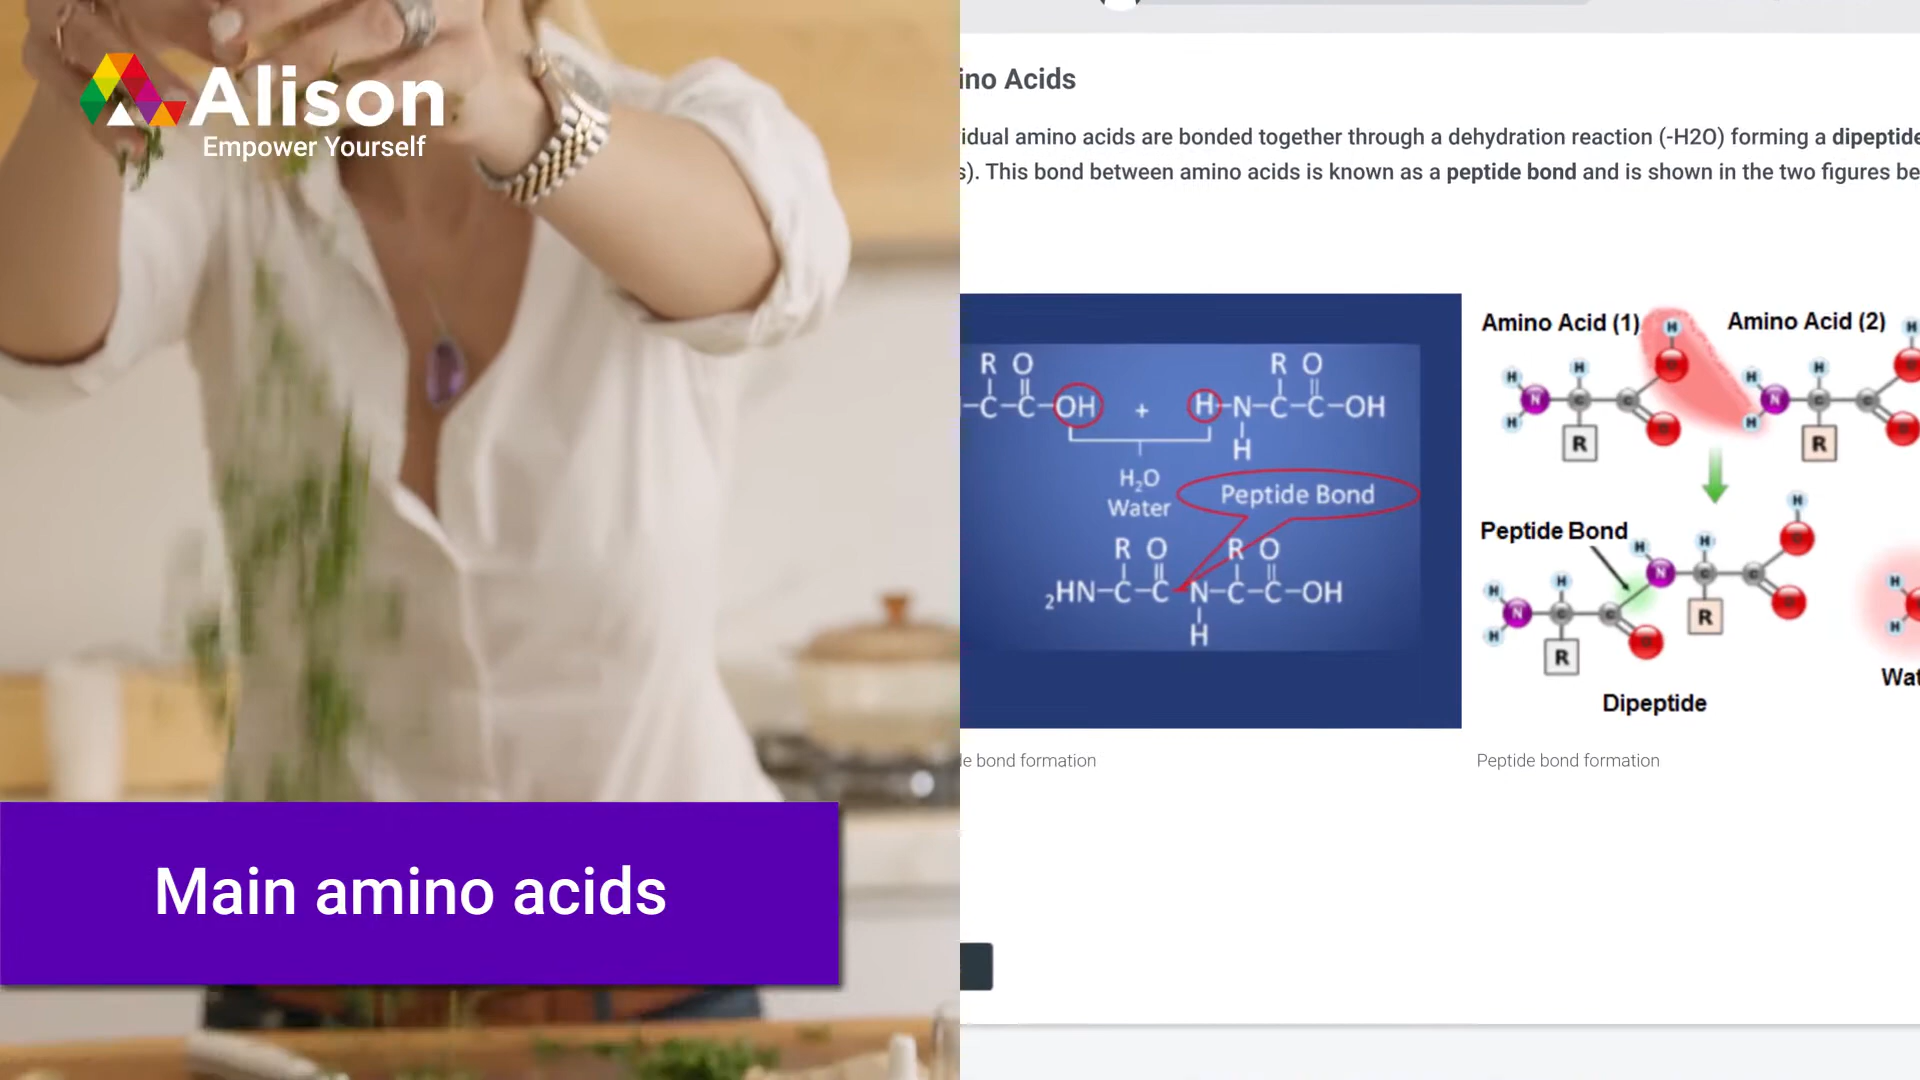 Alison
Empower Yourself
Main amino acids
ino Acids
idual amino acids are bonded together through a dehydration reaction (-H2O) forming a dipeptide
s). This bond between amino acids is known as a peptide bond and is shown in the two figures be
R O
-C-C-OH + H-N-C-C-OH
R O
H
H₂O
Water
Peptide Bond
R O R O
₂HN-C-C-N-C-C-OH
H
Amino Acid (1)
Amino Acid (2)
H H H H H H
N C C N C C
H H
R R
Peptide Bond
H
H H H
N C C
H H H
N C C
R
H
R
Dipeptide
Wat
e bond formation
Peptide bond formation